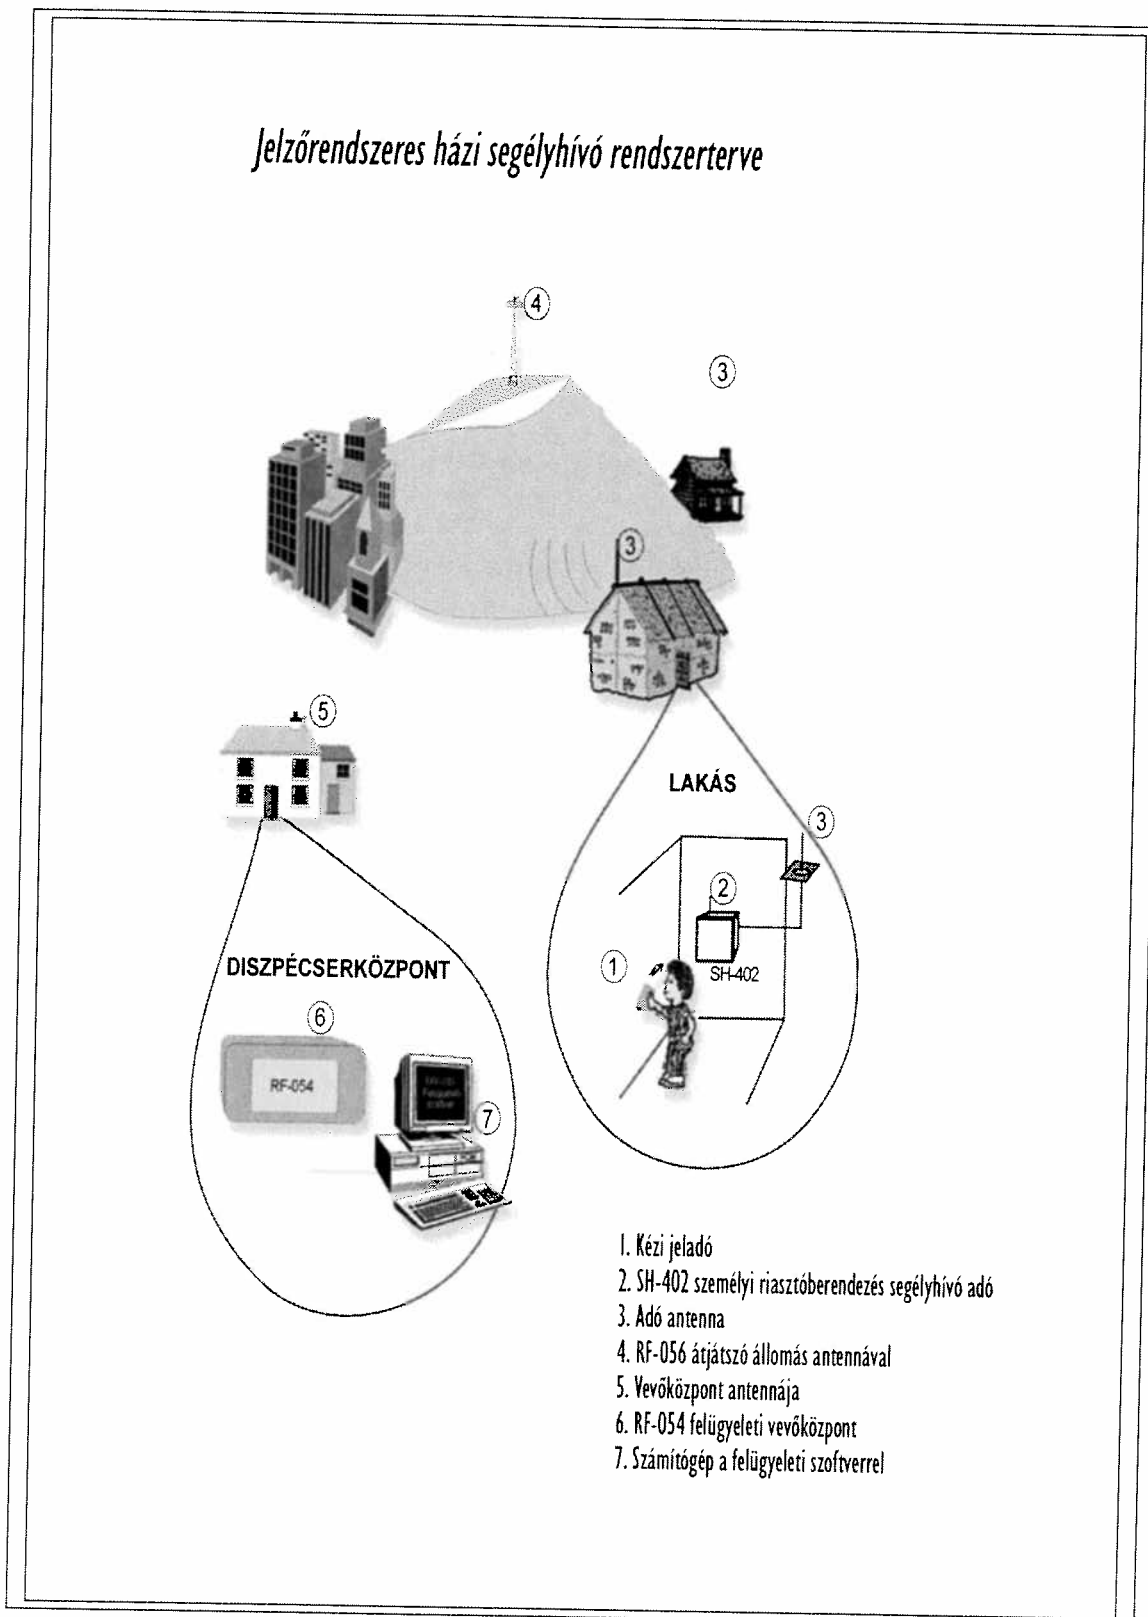 Jelzőrendszeres házi segélyhívó rendszerterve
4
3
3
5
LAKÁS
3
2
SH-402
1
DISZPÉCSERKÖZPONT
6
RF-054
7
1. Kézi jeladó
2. SH-402 személyi riasztóberendezés segélyhívó adó
3. Adó antenna
4. RF-056 átjátszó állomás antennával
5. Vevőközpont antennája
6. RF-054 felügyeleti vevőközpont
7. Számítógép a felügyeleti szoftverrel